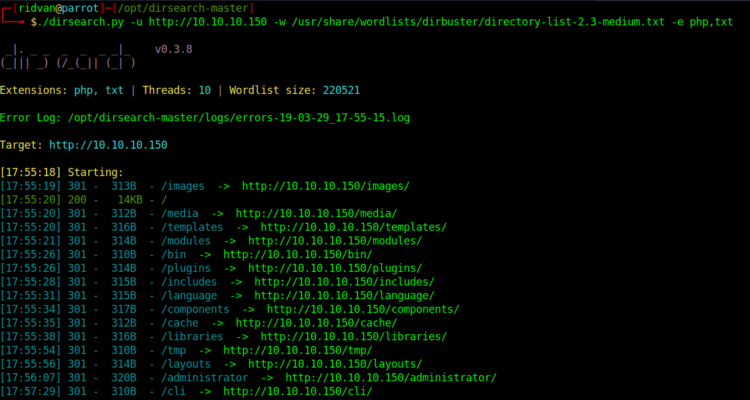 [ridvan@parrot]─[/opt/dirsearch-master]
$./dirsearch.py -u http://10.10.10.150 -w /usr/share/wordlists/dirbuster/directory-list-2.3-medium.txt -e php,txt
_|. _ _  _  _  _ _|_    v0.3.8
(_||| _) (/_(_|| (_| )
Extensions: php, txt | Threads: 10 | Wordlist size: 220521
Error Log: /opt/dirsearch-master/logs/errors-19-03-29_17-55-15.log
Target: http://10.10.10.150
[17:55:18] Starting:
[17:55:19] 301 -  313B  - /images  ->  http://10.10.10.150/images/
[17:55:20] 200 -   14KB - /
[17:55:20] 301 -  312B  - /media  ->  http://10.10.10.150/media/
[17:55:20] 301 -  316B  - /templates  ->  http://10.10.10.150/templates/
[17:55:21] 301 -  314B  - /modules  ->  http://10.10.10.150/modules/
[17:55:26] 301 -  310B  - /bin  ->  http://10.10.10.150/bin/
[17:55:26] 301 -  314B  - /plugins  ->  http://10.10.10.150/plugins/
[17:55:28] 301 -  315B  - /includes  ->  http://10.10.10.150/includes/
[17:55:31] 301 -  315B  - /language  ->  http://10.10.10.150/language/
[17:55:34] 301 -  317B  - /components  ->  http://10.10.10.150/components/
[17:55:35] 301 -  312B  - /cache  ->  http://10.10.10.150/cache/
[17:55:38] 301 -  316B  - /libraries  ->  http://10.10.10.150/libraries/
[17:55:54] 301 -  310B  - /tmp  ->  http://10.10.10.150/tmp/
[17:55:56] 301 -  314B  - /layouts  ->  http://10.10.10.150/layouts/
[17:56:07] 301 -  320B  - /administrator  ->  http://10.10.10.150/administrator/
[17:57:29] 301 -  310B  - /cli  ->  http://10.10.10.150/cli/